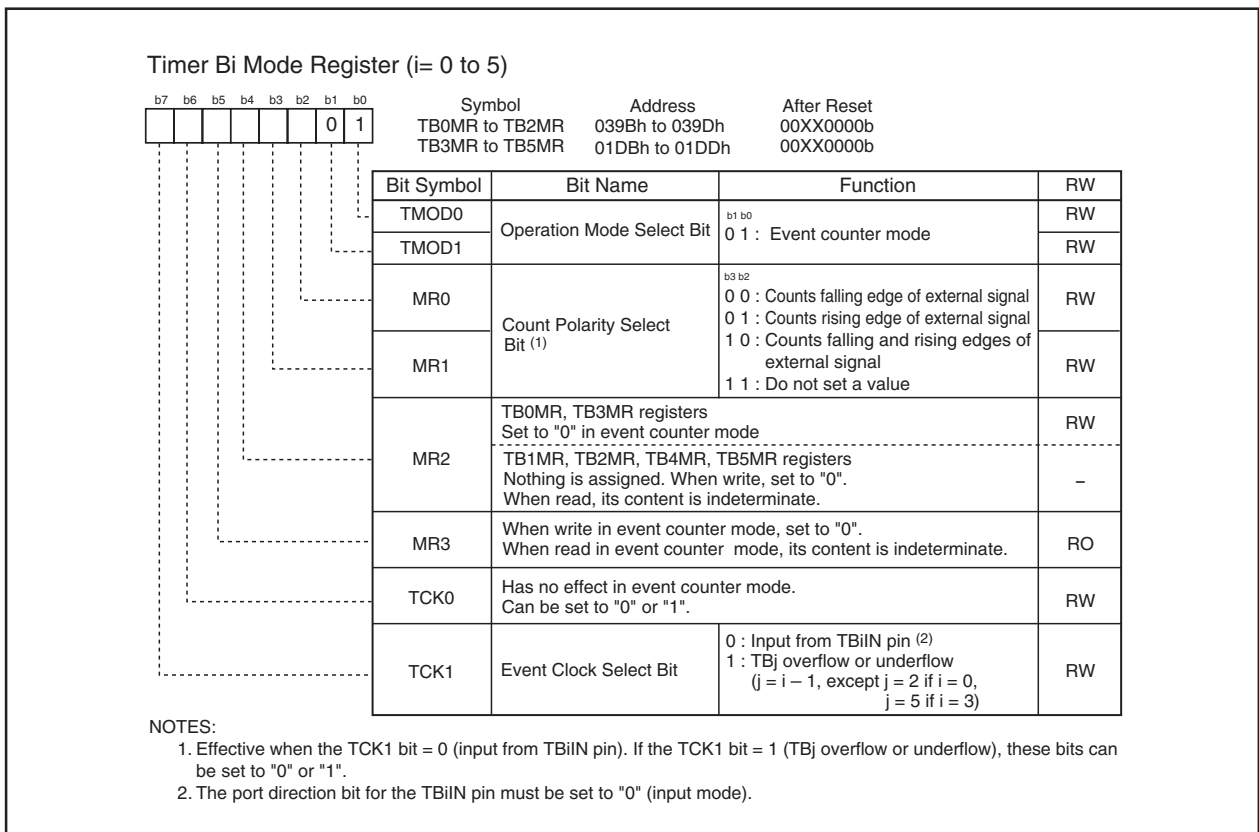 Timer Bi Mode Register (i= 0 to 5)
b7 b6 b5 b4 b3 b2 b1 b0
0 1
Symbol Address After Reset
TB0MR to TB2MR 039Bh to 039Dh 00XX0000b
TB3MR to TB5MR 01DBh to 01DDh 00XX0000b
Bit Symbol Bit Name Function RW
TMOD0 RW
Operation Mode Select Bit
b1 b0
0 1 : Event counter mode
TMOD1 RW
MR0 RW
Count Polarity Select
Bit (1)
b3 b2
0 0 : Counts falling edge of external signal
0 1 : Counts rising edge of external signal
1 0 : Counts falling and rising edges of
external signal
1 1 : Do not set a value
MR1 RW
MR2
TB0MR, TB3MR registers
Set to "0" in event counter mode
RW
TB1MR, TB2MR, TB4MR, TB5MR registers
Nothing is assigned. When write, set to "0".
When read, its content is indeterminate.
–
MR3
When write in event counter mode, set to "0".
When read in event counter mode, its content is indeterminate.
RO
TCK0
Has no effect in event counter mode.
Can be set to "0" or "1".
RW
TCK1
Event Clock Select Bit
0 : Input from TBiIN pin (2)
1 : TBj overflow or underflow
(j = i – 1, except j = 2 if i = 0,
j = 5 if i = 3)
RW
NOTES:
1. Effective when the TCK1 bit = 0 (input from TBiIN pin). If the TCK1 bit = 1 (TBj overflow or underflow), these bits can
be set to "0" or "1".
2. The port direction bit for the TBiIN pin must be set to "0" (input mode).